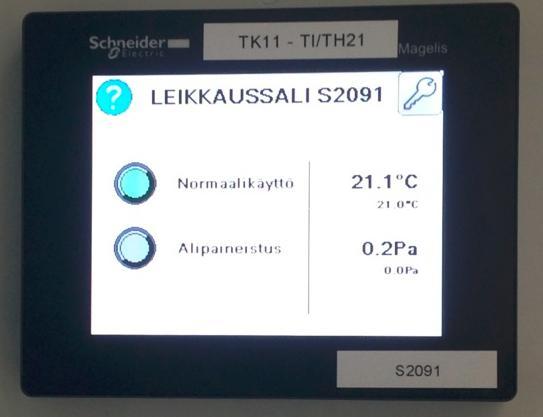 Schneider
Electric
TK11 - TI/TH21
Magelis
?
LEIKKAUSSALI S2091
Normaalikäyttö
21.1°C
21.0°C
Alipaineistus
0.2Pa
0.0Pa
S2091